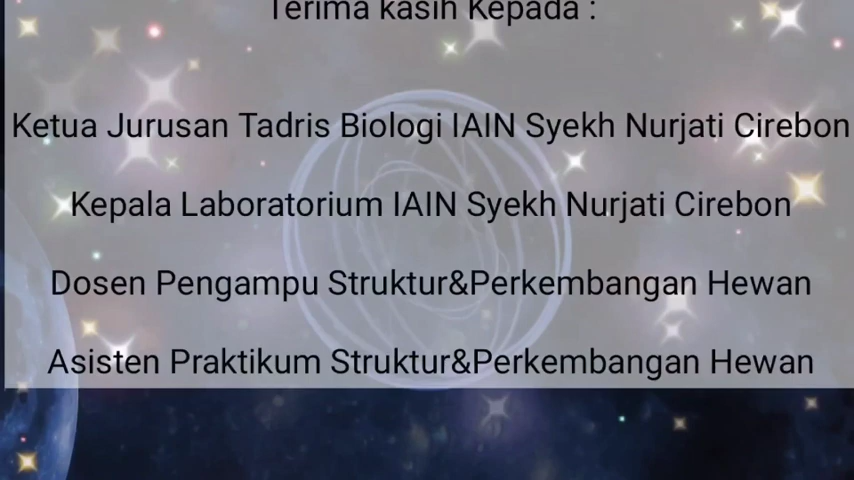 Terima kasih Kepada :
Ketua Jurusan Tadris Biologi IAIN Syekh Nurjati Cirebon
Kepala Laboratorium IAIN Syekh Nurjati Cirebon
Dosen Pengampu Struktur&Perkembangan Hewan
Asisten Praktikum Struktur&Perkembangan Hewan